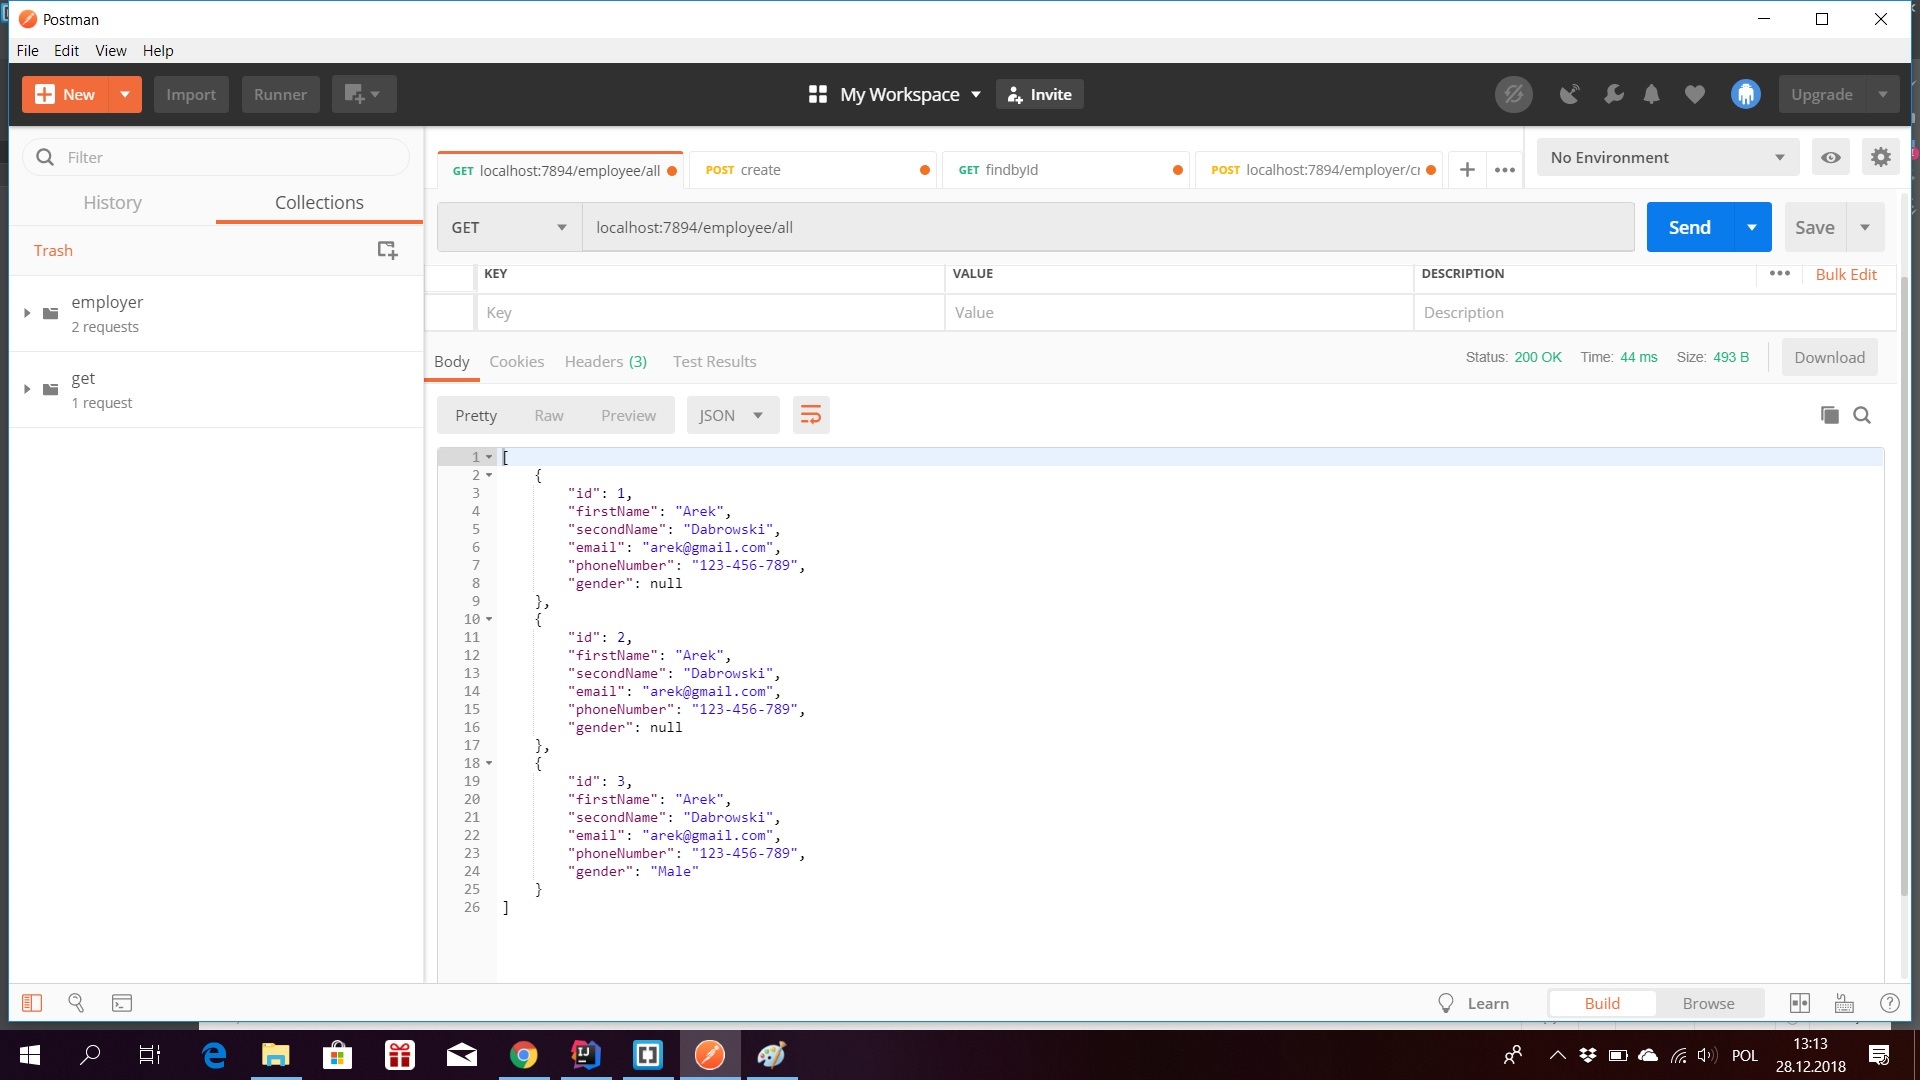 Postman
File Edit View Help
New Import Runner My Workspace Invite Upgrade
Filter
History Collections
Trash
employer
2 requests
get
1 request
GET localhost:7894/employee/all POST create GET findbyId POST localhost:7894/employer/cr No Environment
GET localhost:7894/employee/all Send Save
KEY VALUE DESCRIPTION Bulk Edit
Key Value Description
Body Cookies Headers (3) Test Results Status: 200 OK Time: 44 ms Size: 493 B Download
Pretty Raw Preview JSON
1 [
2 {
3 "id": 1,
4 "firstName": "Arek",
5 "secondName": "Dabrowski",
6 "email": "arek@gmail.com",
7 "phoneNumber": "123-456-789",
8 "gender": null
9 },
10 {
11 "id": 2,
12 "firstName": "Arek",
13 "secondName": "Dabrowski",
14 "email": "arek@gmail.com",
15 "phoneNumber": "123-456-789",
16 "gender": null
17 },
18 {
19 "id": 3,
20 "firstName": "Arek",
21 "secondName": "Dabrowski",
22 "email": "arek@gmail.com",
23 "phoneNumber": "123-456-789",
24 "gender": "Male"
25 }
26 ]
Learn Build Browse
POL 13:13
28.12.2018